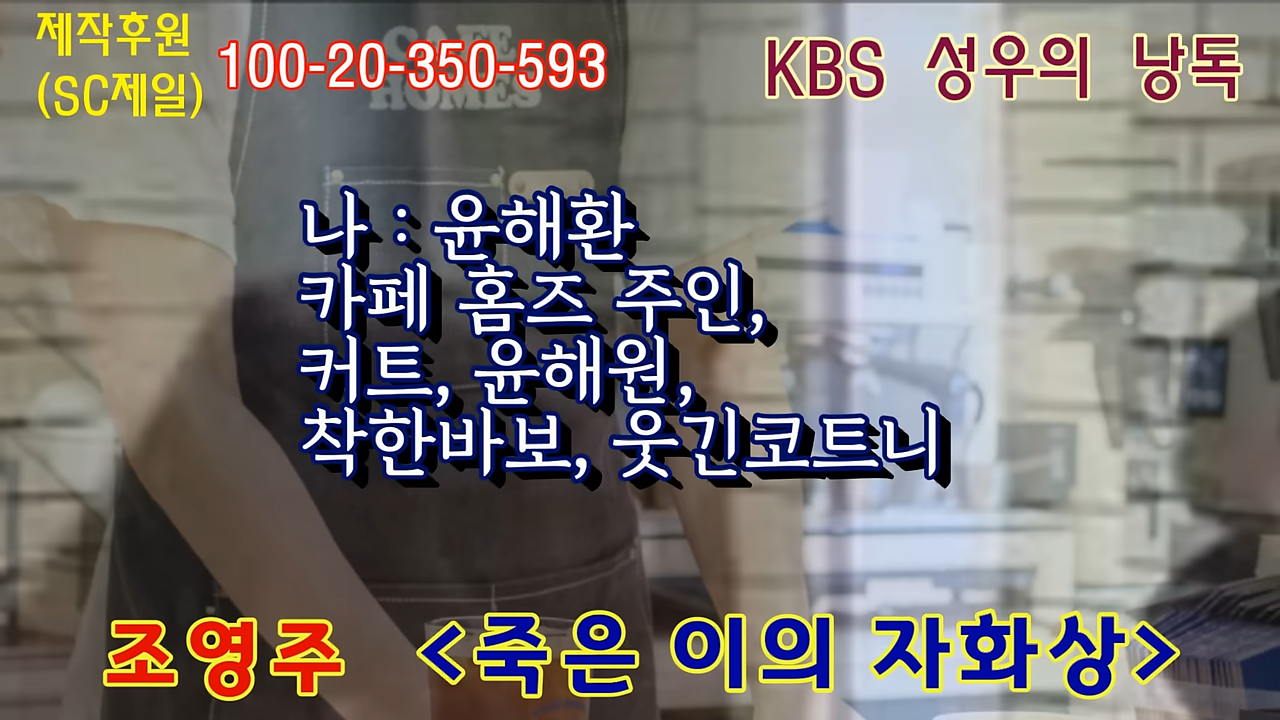 제작후원
(SC제일)
100-20-350-593
KBS 성우의 낭독
CAFE
HOMES
나 : 윤해환
카페 홈즈 주인,
커트, 윤해원,
착한바보, 웃긴코트니
조영주 <죽은 이의 자화상>